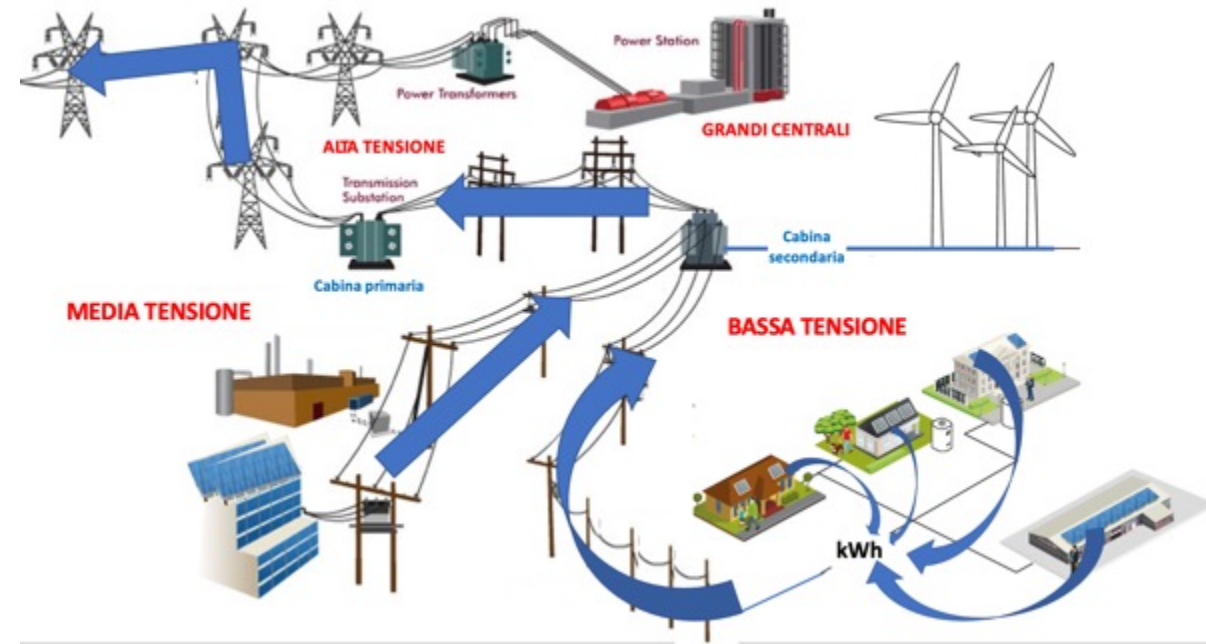 Power Station
Power Transformers
GRANDI CENTRALI
ALTA TENSIONE
Transmission
Substation
Cabina
secondaria
Cabina primaria
MEDIA TENSIONE
BASSA TENSIONE
kWh